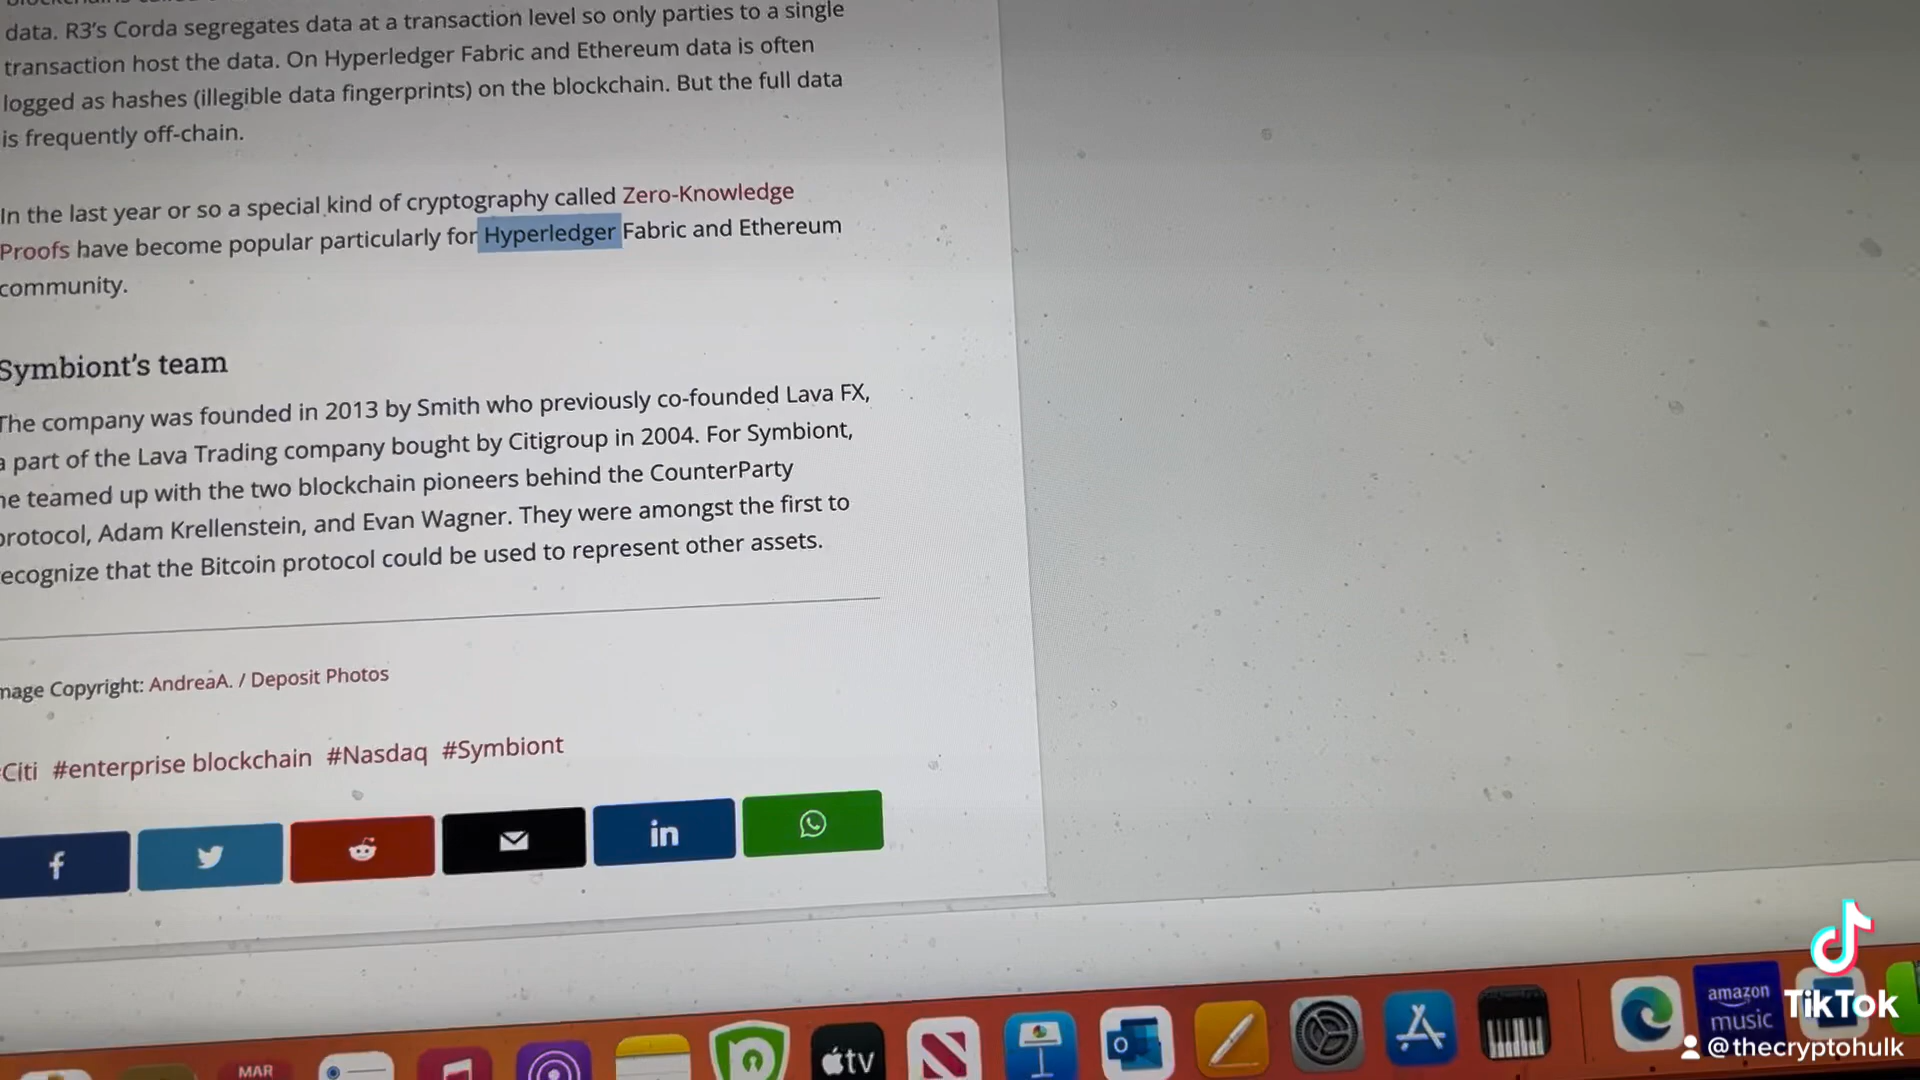 data. R3's Corda segregates data at a transaction level so only parties to a single
transaction host the data. On Hyperledger Fabric and Ethereum data is often
logged as hashes (illegible data fingerprints) on the blockchain. But the full data
is frequently off-chain.
In the last year or so a special kind of cryptography called Zero-Knowledge
Proofs have become popular particularly for Hyperledger Fabric and Ethereum
community.
Symbiont's team
The company was founded in 2013 by Smith who previously co-founded Lava FX,
a part of the Lava Trading company bought by Citigroup in 2004. For Symbiont,
he teamed up with the two blockchain pioneers behind the CounterParty
protocol, Adam Krellenstein, and Evan Wagner. They were amongst the first to
recognize that the Bitcoin protocol could be used to represent other assets.
mage Copyright: AndreaA. / Deposit Photos
Citi #enterprise blockchain #Nasdaq #Symbiont
f
in
MAR
tv
O
amazon
music
TikTok
@thecryptohulk